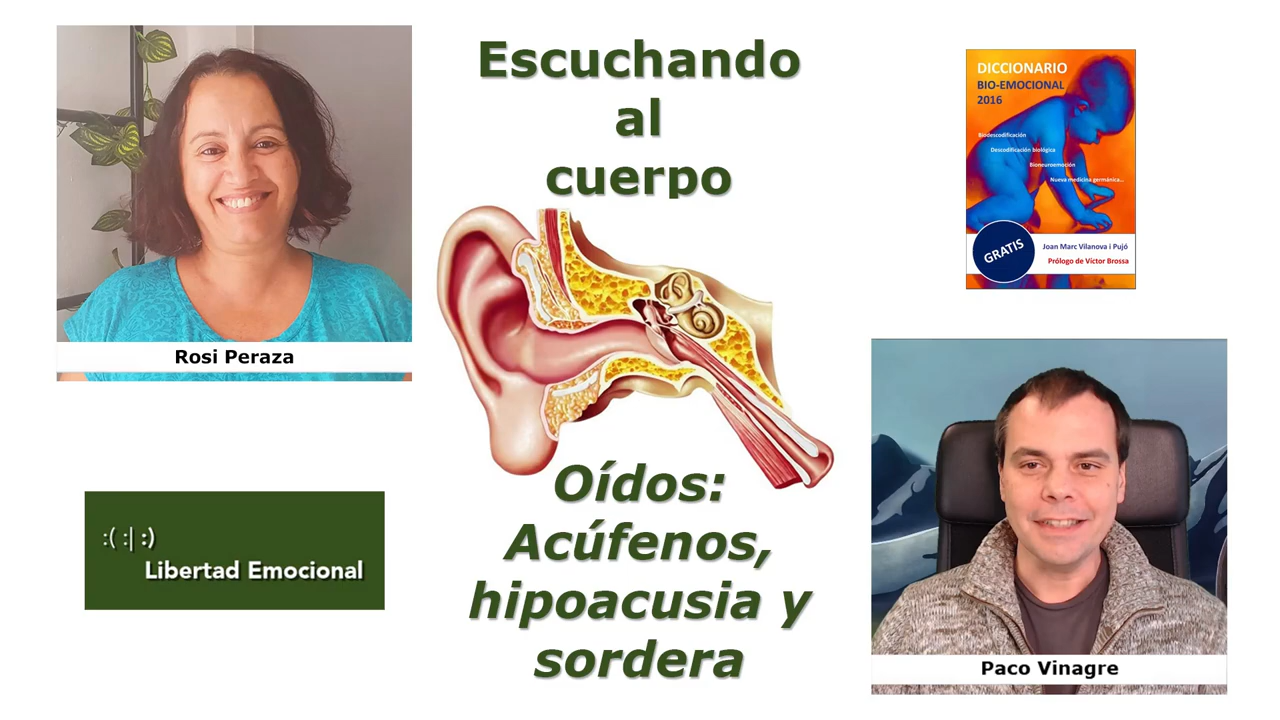 Escuchando
al
cuerpo
Rosi Peraza
DICCIONARIO
BIO-EMOCIONAL
2016
Biodescodificación
Descodificación biológica
Bioneuroemoción
Nueva medicina germánica...
GRATIS
Joan Marc Vilanova i Pujó
Prólogo de Víctor Brossa
:( :| :)
Libertad Emocional
Oídos:
Acúfenos,
hipoacusia y
sordera
Paco Vinagre